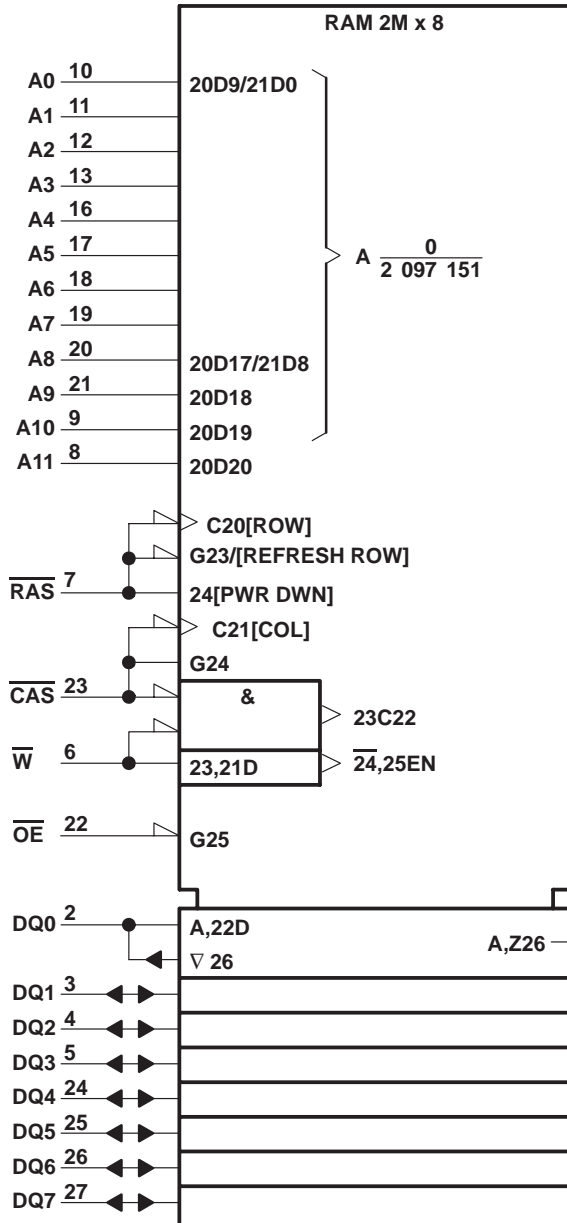 RAM 2M x 8
A0 10 20D9/21D0
A1 11
A2 12
A3 13
A4 16
A5 17
A 0
2 097 151
A6 18
A7 19
A8 20 20D17/21D8
A9 21 20D18
A10 9 20D19
A11 8 20D20
C20[ROW]
G23/[REFRESH ROW]
RAS 7 24[PWR DWN]
C21[COL]
G24
CAS 23 &
23C22
W 6 23,21D 24,25EN
OE 22 G25
DQ0 2 A,22D
A,Z26
∇ 26
DQ1 3
DQ2 4
DQ3 5
DQ4 24
DQ5 25
DQ6 26
DQ7 27